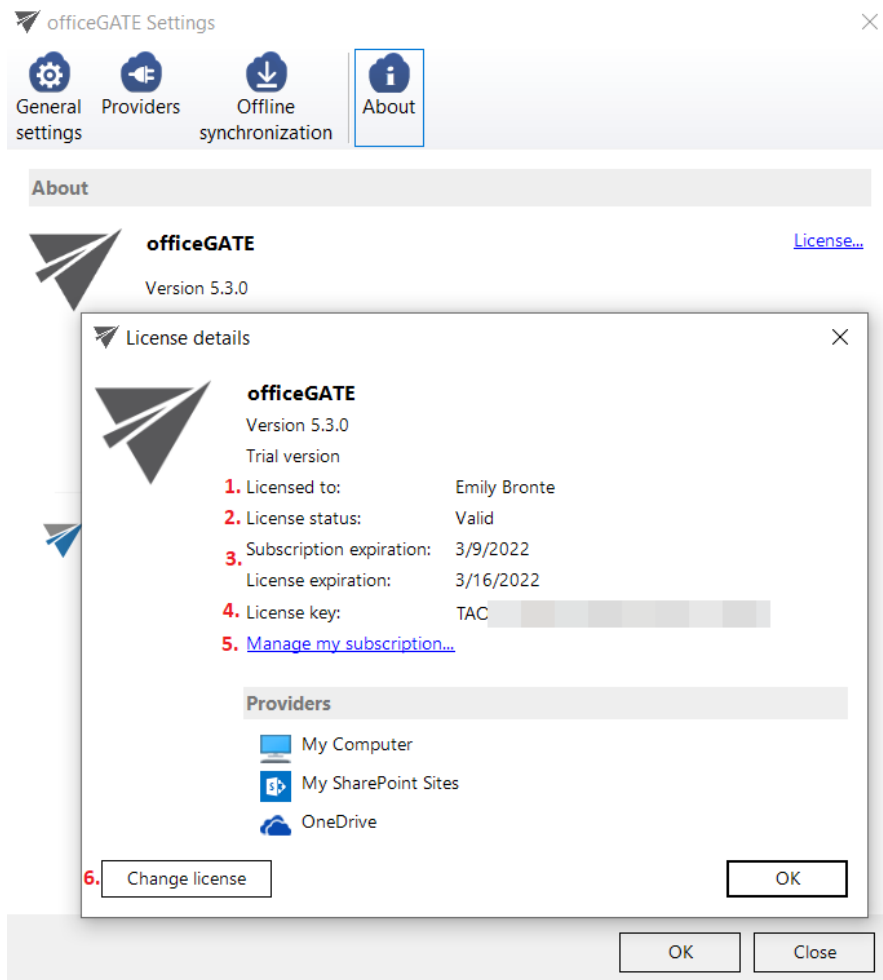 officeGATE Settings
General settings
Providers
Offline synchronization
About
About
officeGATE
License...
Version 5.3.0
License details
officeGATE
Version 5.3.0
Trial version
1. Licensed to: Emily Bronte
2. License status: Valid
3. Subscription expiration: 3/9/2022
License expiration: 3/16/2022
4. License key: TAC
5. Manage my subscription...
Providers
My Computer
My SharePoint Sites
OneDrive
6. Change license
OK
OK
Close